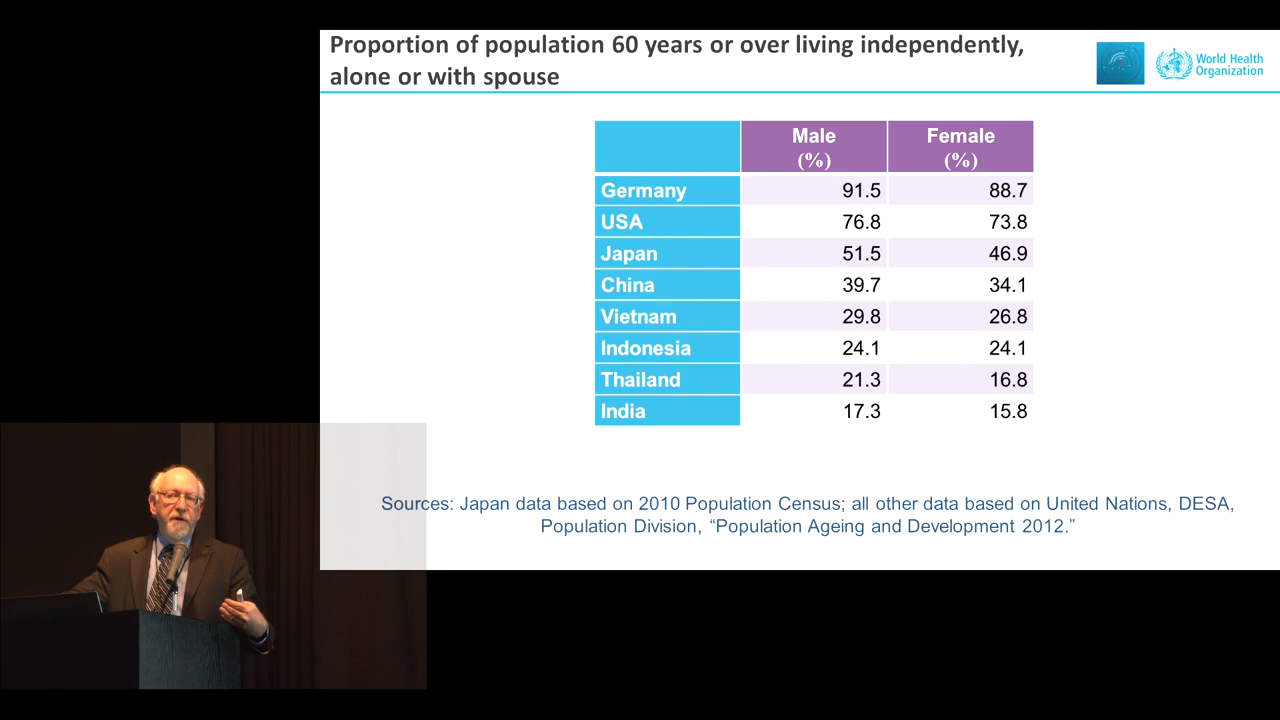 Proportion of population 60 years or over living independently,
alone or with spouse
World Health
Organization
Male Female
(%) (%)
Germany 91.5 88.7
USA 76.8 73.8
Japan 51.5 46.9
China 39.7 34.1
Vietnam 29.8 26.8
Indonesia 24.1 24.1
Thailand 21.3 16.8
India 17.3 15.8
Sources: Japan data based on 2010 Population Census; all other data based on United Nations, DESA,
Population Division, “Population Ageing and Development 2012.”